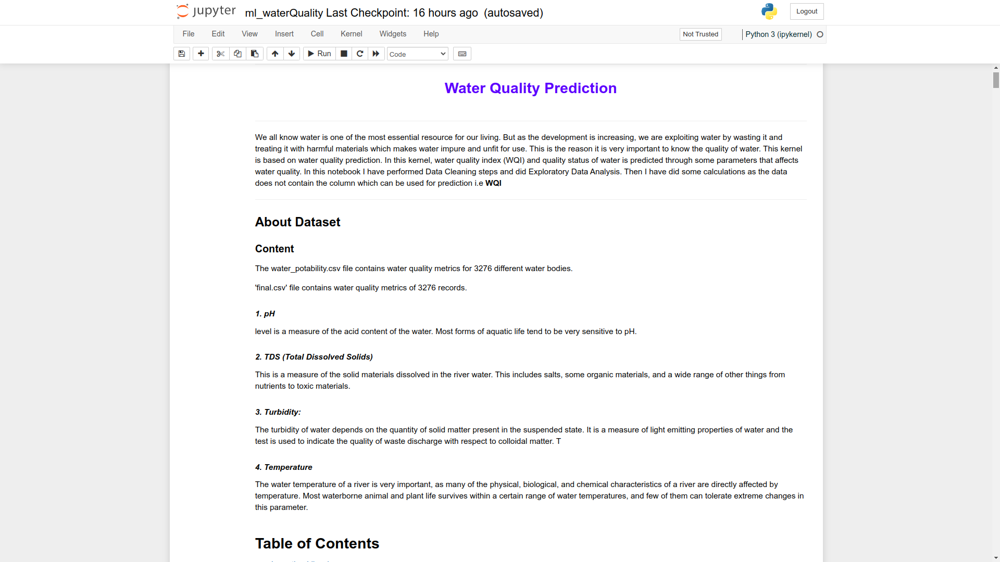 jupyter ml_waterQuality Last Checkpoint: 16 hours ago (autosaved) Logout
File Edit View Insert Cell Kernel Widgets Help Not Trusted Python 3 (ipykernel)
Run Code
Water Quality Prediction
We all know water is one of the most essential resource for our living. But as the development is increasing, we are exploiting water by wasting it and
treating it with harmful materials which makes water impure and unfit for use. This is the reason it is very important to know the quality of water. This kernel
is based on water quality prediction. In this kernel, water quality index (WQI) and quality status of water is predicted through some parameters that affects
water quality. In this notebook I have performed Data Cleaning steps and did Exploratory Data Analysis. Then I have did some calculations as the data
does not contain the column which can be used for prediction i.e WQI
About Dataset
Content
The water_potability.csv file contains water quality metrics for 3276 different water bodies.
'final.csv' file contains water quality metrics of 3276 records.
1. pH
level is a measure of the acid content of the water. Most forms of aquatic life tend to be very sensitive to pH.
2. TDS (Total Dissolved Solids)
This is a measure of the solid materials dissolved in the river water. This includes salts, some organic materials, and a wide range of other things from
nutrients to toxic materials.
3. Turbidity:
The turbidity of water depends on the quantity of solid matter present in the suspended state. It is a measure of light emitting properties of water and the
test is used to indicate the quality of waste discharge with respect to colloidal matter. T
4. Temperature
The water temperature of a river is very important, as many of the physical, biological, and chemical characteristics of a river are directly affected by
temperature. Most waterborne animal and plant life survives within a certain range of water temperatures, and few of them can tolerate extreme changes in
this parameter.
Table of Contents